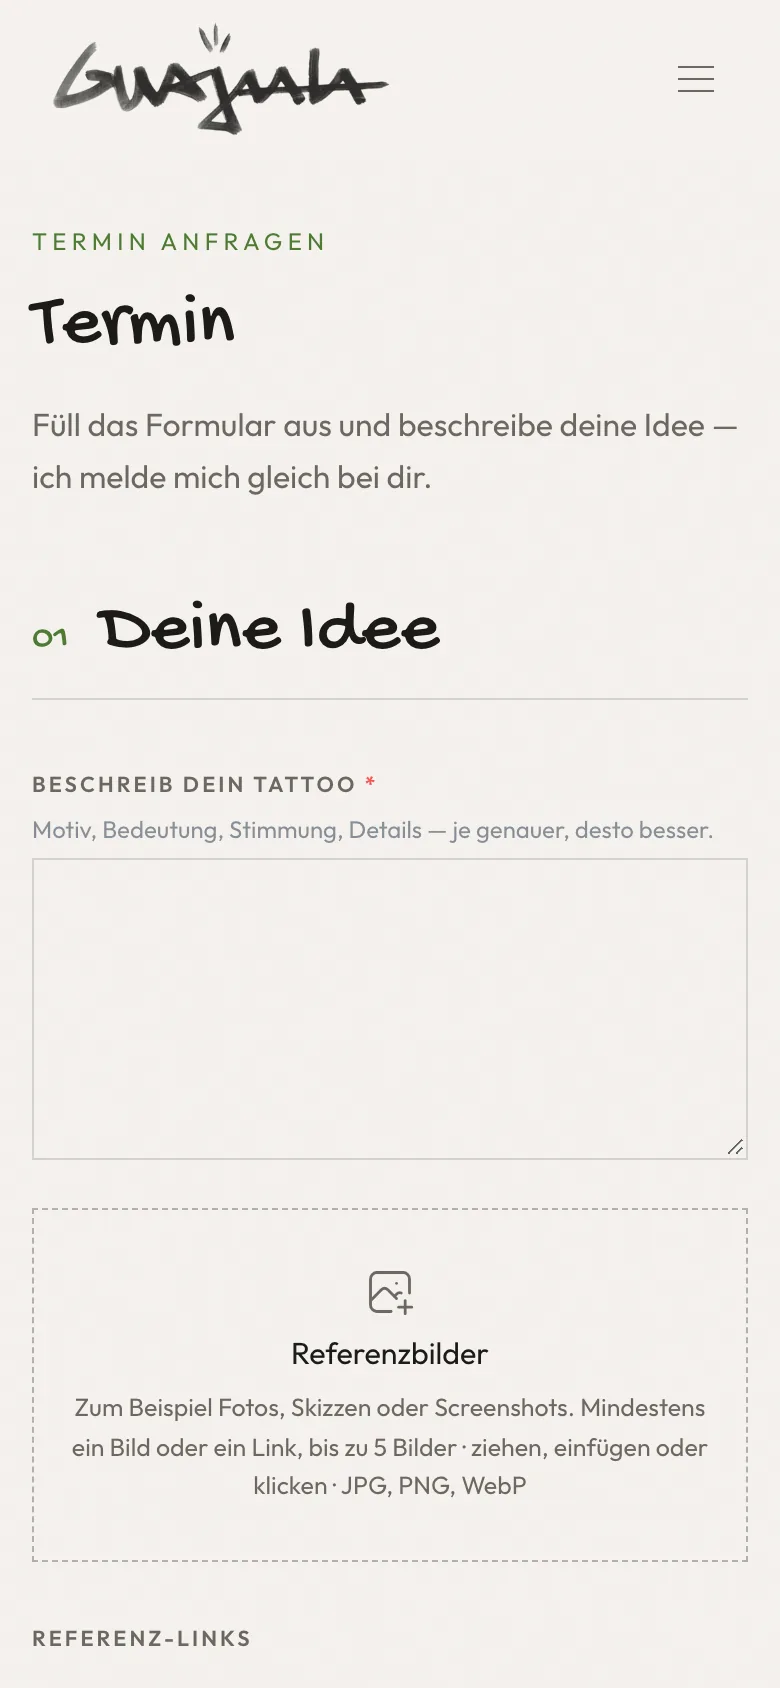 Guajaala
TERMIN ANFRAGEN
Termin
Füll das Formular aus und beschreibe deine Idee —
ich melde mich gleich bei dir.
01 Deine Idee
BESCHREIB DEIN TATTOO *
Motiv, Bedeutung, Stimmung, Details — je genauer, desto besser.
Referenzbilder
Zum Beispiel Fotos, Skizzen oder Screenshots. Mindestens
ein Bild oder ein Link, bis zu 5 Bilder · ziehen, einfügen oder
klicken · JPG, PNG, WebP
REFERENZ-LINKS